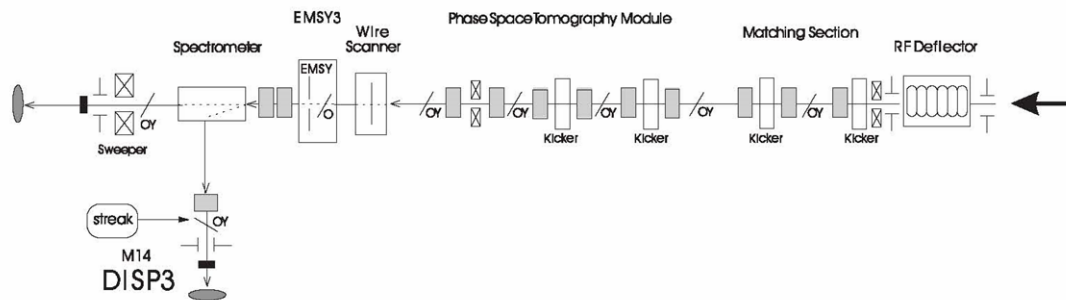 EMSY3
Phase Space Tomography Module
Wire
Scanner
Matching Section
Spectrometer
RF Deflector
EMSY
O
OY
OY
OY
OY
OY
OY
OY
Sweeper
Kicker
Kicker
Kicker
Kicker
streak
OY
M14
DISP3